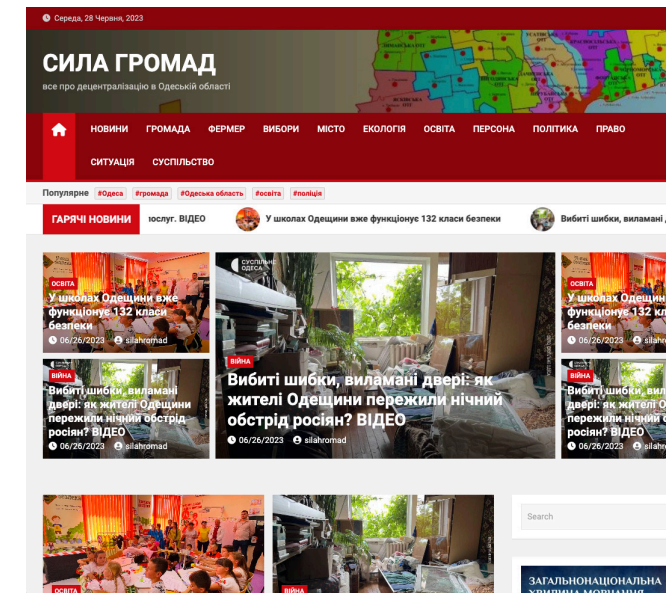 Середа, 28 Червня, 2023
СИЛА ГРОМАД
все про децентралізацію в Одеській області
НОВИНИ ГРОМАДА ФЕРМЕР ВИБОРИ МІСТО ЕКОЛОГІЯ ОСВІТА ПЕРСОНА ПОЛІТИКА ПРАВО
СИТУАЦІЯ СУСПІЛЬСТВО
Популярне #Одеса #громада #Одеська область #освіта #поліція
ГАРЯЧІ НОВИНИ послуг. ВІДЕО У школах Одещини вже функціонує 132 класи безпеки Вибиті шибки, виламані
ОСВІТА
У школах Одещини вже
функціонує 132 класи
безпеки
06/26/2023 silahromad
ВІЙНА
Вибиті шибки, виламані
двері: як жителі Одещини
пережили нічний обстріл
росіян? ВІДЕО
06/26/2023 silahromad
СУСПІЛЬНЕ
ОДЕСА
ВІЙНА
Вибиті шибки, виламані двері: як
жителі Одещини пережили нічний
обстріл росіян? ВІДЕО
06/26/2023 silahromad
ОСВІТА
У школах Одещини
функціонує 132
безпеки
06/26/2023
ВІЙНА
Вибиті шибки,
двері: як жителі
пережили нічний
росіян? ВІДЕО
06/26/2023
ОСВІТА
ВІЙНА
Search
ЗАГАЛЬНОНАЦІОНАЛЬНА
ХВИЛИНА МОВЧАННЯ